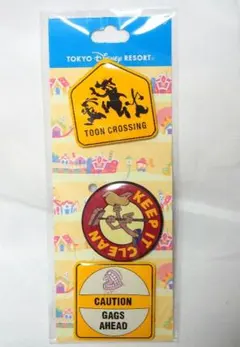 TOKYO Disney RESORT
TOON CROSSING
KEEP IT CLEAN
CAUTION
GAGS
AHEAD